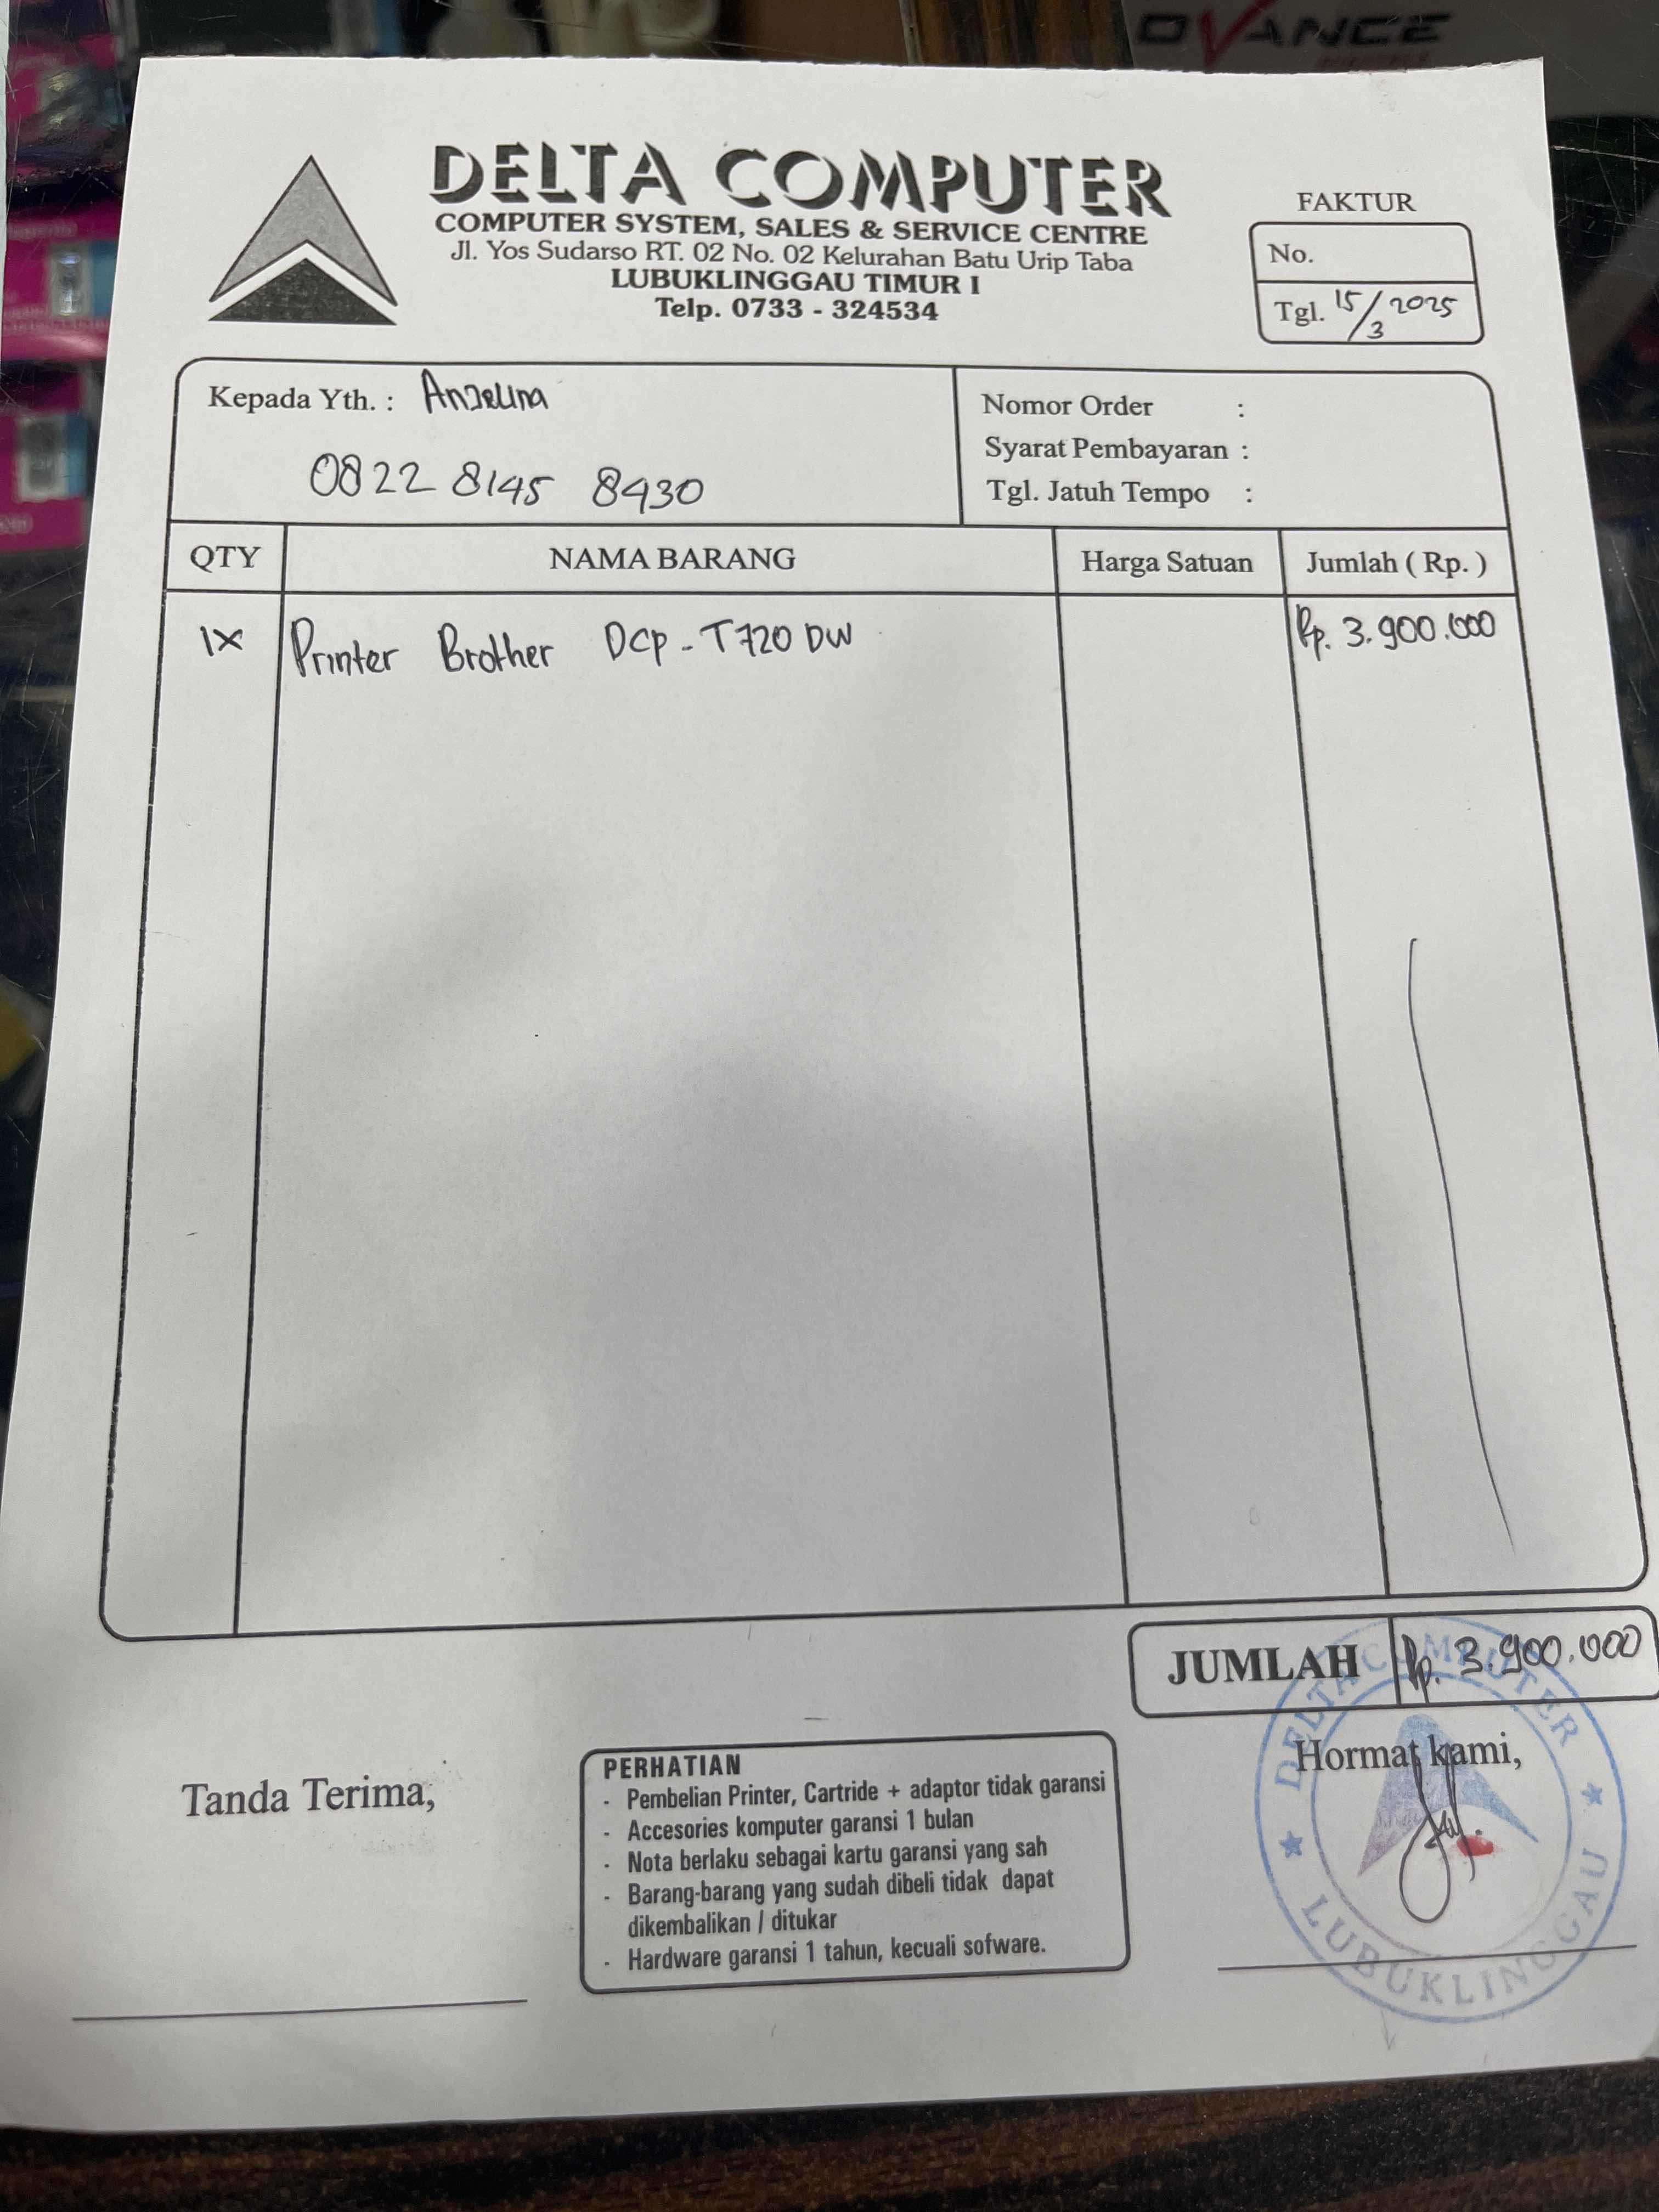 OVANCE
DELTA COMPUTER
COMPUTER SYSTEM, SALES & SERVICE CENTRE
Jl. Yos Sudarso RT. 02 No. 02 Kelurahan Batu Urip Taba
LUBUKLINGGAU TIMUR I
Telp. 0733 - 324534
FAKTUR
No.
Tgl. 15/3 2025
Kepada Yth. : Anjelina
0822 8145 8430
Nomor Order :
Syarat Pembayaran :
Tgl. Jatuh Tempo :
QTY NAMA BARANG Harga Satuan Jumlah ( Rp. )
1X Printer Brother DCP - T720 DW Rp. 3.900.000
JUMLAH Rp. 3.900.000
Tanda Terima,
PERHATIAN
- Pembelian Printer, Cartride + adaptor tidak garansi
- Accesories komputer garansi 1 bulan
- Nota berlaku sebagai kartu garansi yang sah
- Barang-barang yang sudah dibeli tidak dapat
dikembalikan / ditukar
- Hardware garansi 1 tahun, kecuali sofware.
Hormat kami,
DELTA COMPUTER
LUBUKLINGGAU